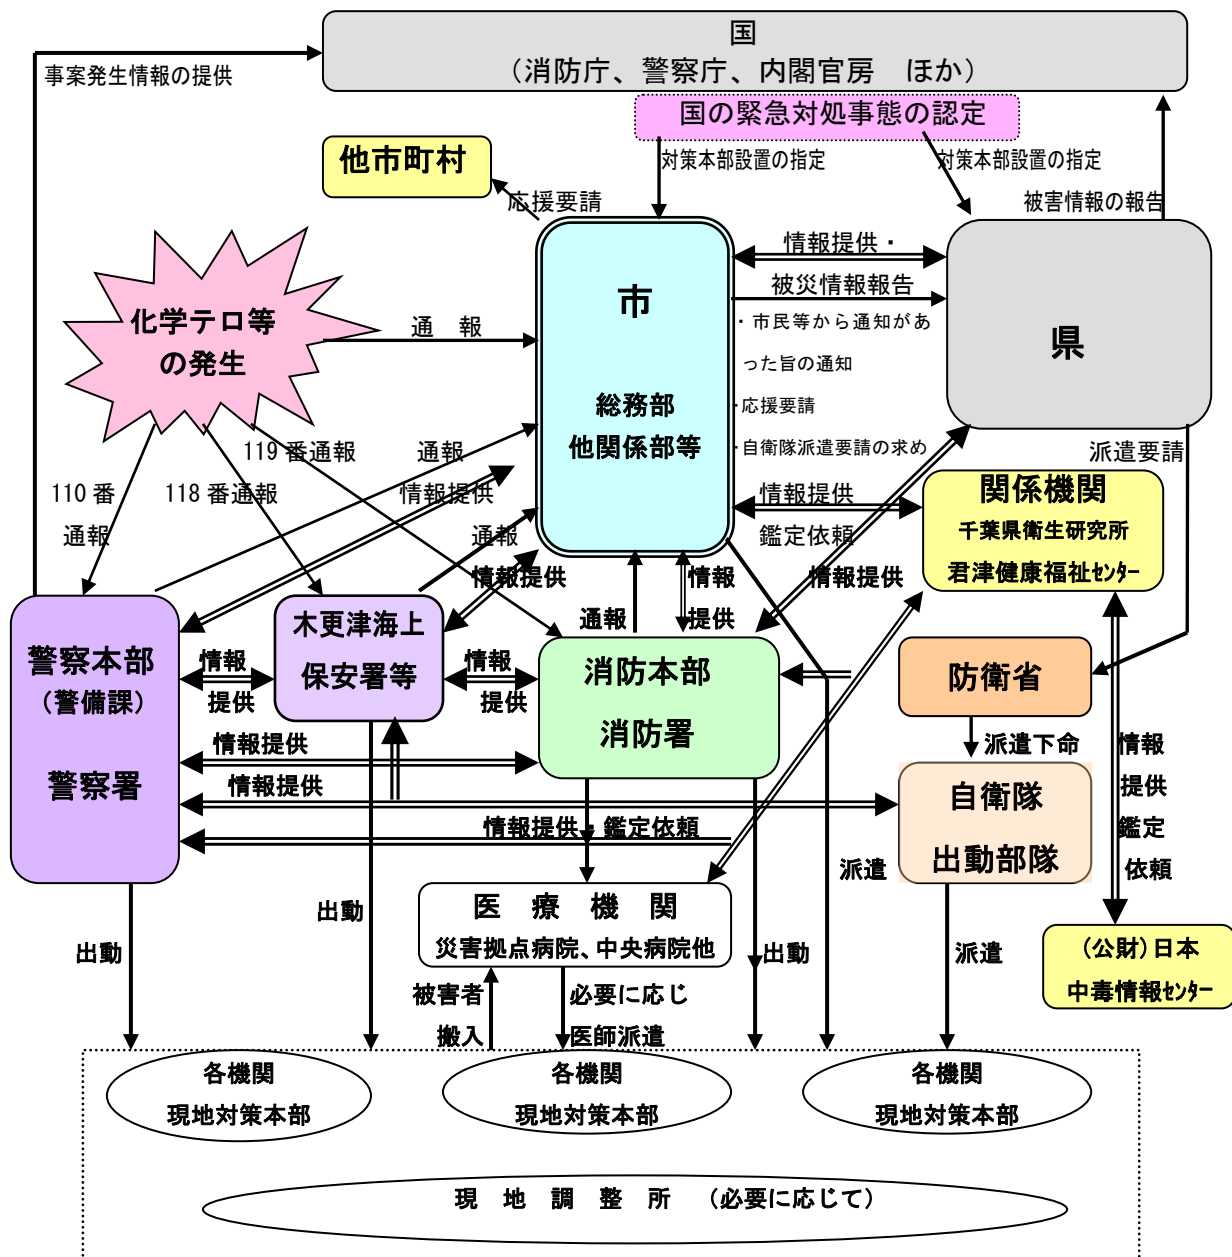 国
（消防庁、警察庁、内閣官房　ほか）
事案発生情報の提供
国の緊急対処事態の認定
他市町村
対策本部設置の指定
対策本部設置の指定
応援要請
被害情報の報告
市
総務部
他関係部等
情報提供・
被災情報報告
・市民等から通知があ
った旨の通知
・応援要請
・自衛隊派遣要請の求め
県
化学テロ等
の発生
通　報
119番通報
通報
110番
通報
118番通報
情報提供
通報
情報提供
情報提供
鑑定依頼
派遣要請
関係機関
千葉県衛生研究所
君津健康福祉ｾﾝﾀｰ
通報
情報
提供
情報提供
警察本部
（警備課）
警察署
情報
提供
木更津海上
保安署等
情報
提供
消防本部
消防署
防衛省
派遣下命
情報
提供
鑑定
依頼
情報提供
情報提供
情報提供・鑑定依頼
自衛隊
出動部隊
派遣
医　療　機　関
災害拠点病院、中央病院他
出動
出動
出動
派遣
（公財）日本
中毒情報ｾﾝﾀｰ
被害者
搬入
必要に応じ
医師派遣
各機関
現地対策本部
各機関
現地対策本部
各機関
現地対策本部
現　地　調　整　所　（必要に応じて）